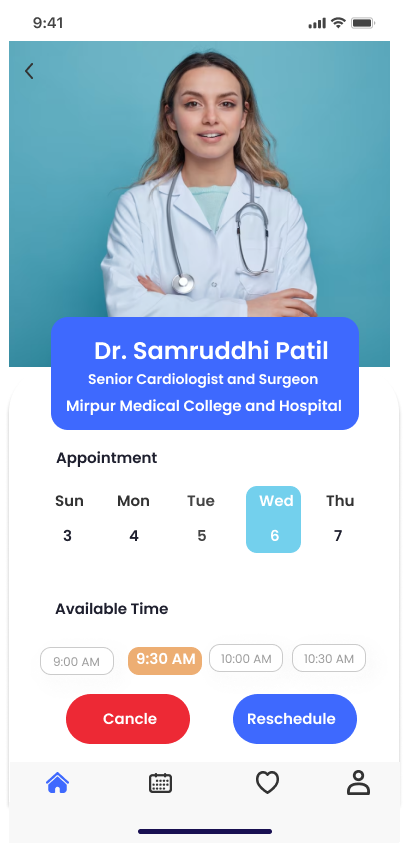 9:41
Dr. Samruddhi Patil
Senior Cardiologist and Surgeon
Mirpur Medical College and Hospital
Appointment
Sun Mon Tue Wed Thu
3 4 5 6 7
Available Time
9:00 AM 9:30 AM 10:00 AM 10:30 AM
Cancle Reschedule